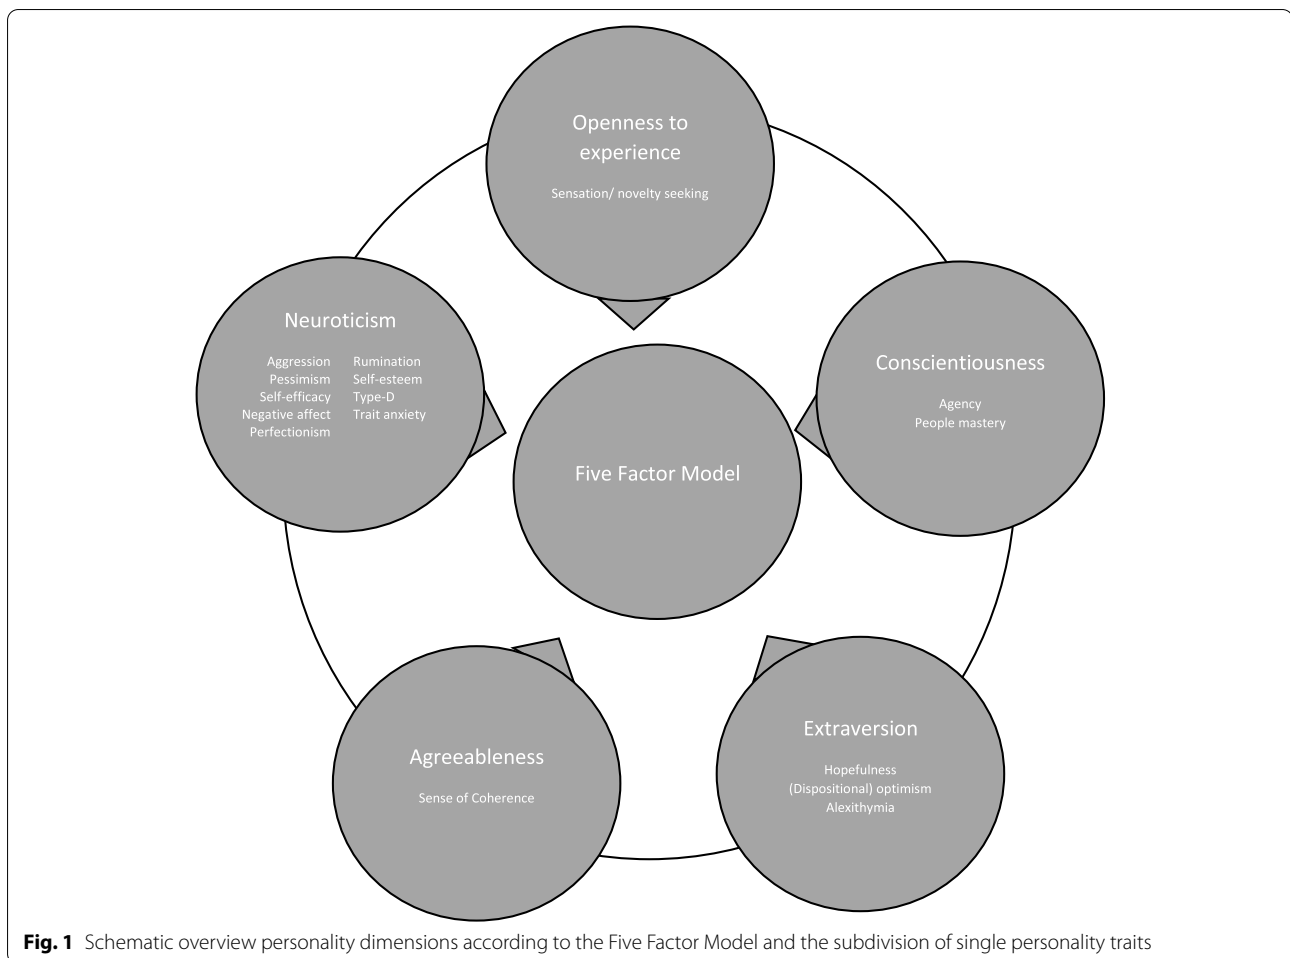 Openness to
experience
Sensation/ novelty seeking
Neuroticism
Aggression Rumination
Pessimism Self-esteem
Self-efficacy Type-D
Negative affect Trait anxiety
Perfectionism
Conscientiousness
Agency
People mastery
Five Factor Model
Agreeableness
Sense of Coherence
Extraversion
Hopefulness
(Dispositional) optimism
Alexithymia
Fig. 1 Schematic overview personality dimensions according to the Five Factor Model and the subdivision of single personality traits